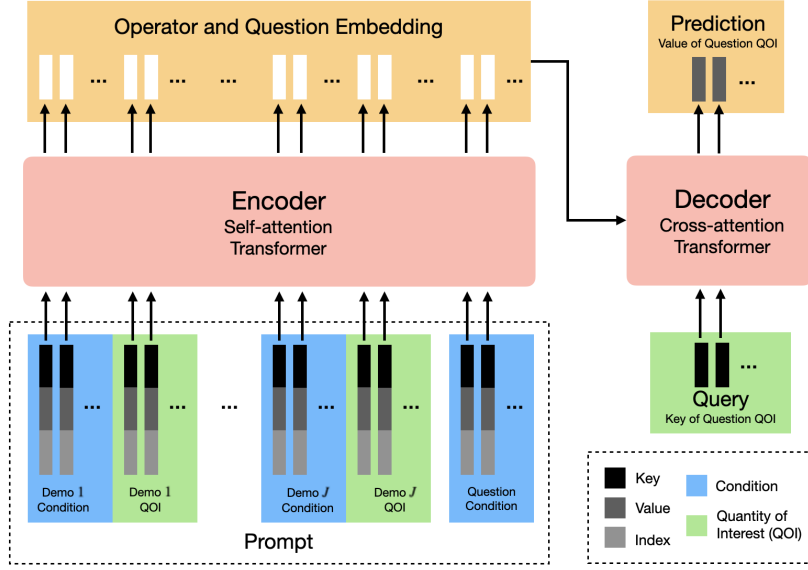 Operator and Question Embedding
... ... ... ... ... ... ...
Encoder
Self-attention
Transformer
... ... ... ... ... ...
Demo 1
Condition
Demo 1
QOI
Demo J
Condition
Demo J
QOI
Question
Condition
Prompt
Prediction
Value of Question QOI
...
Decoder
Cross-attention
Transformer
...
Query
Key of Question QOI
Key
Value
Index
Condition
Quantity of
Interest (QOI)